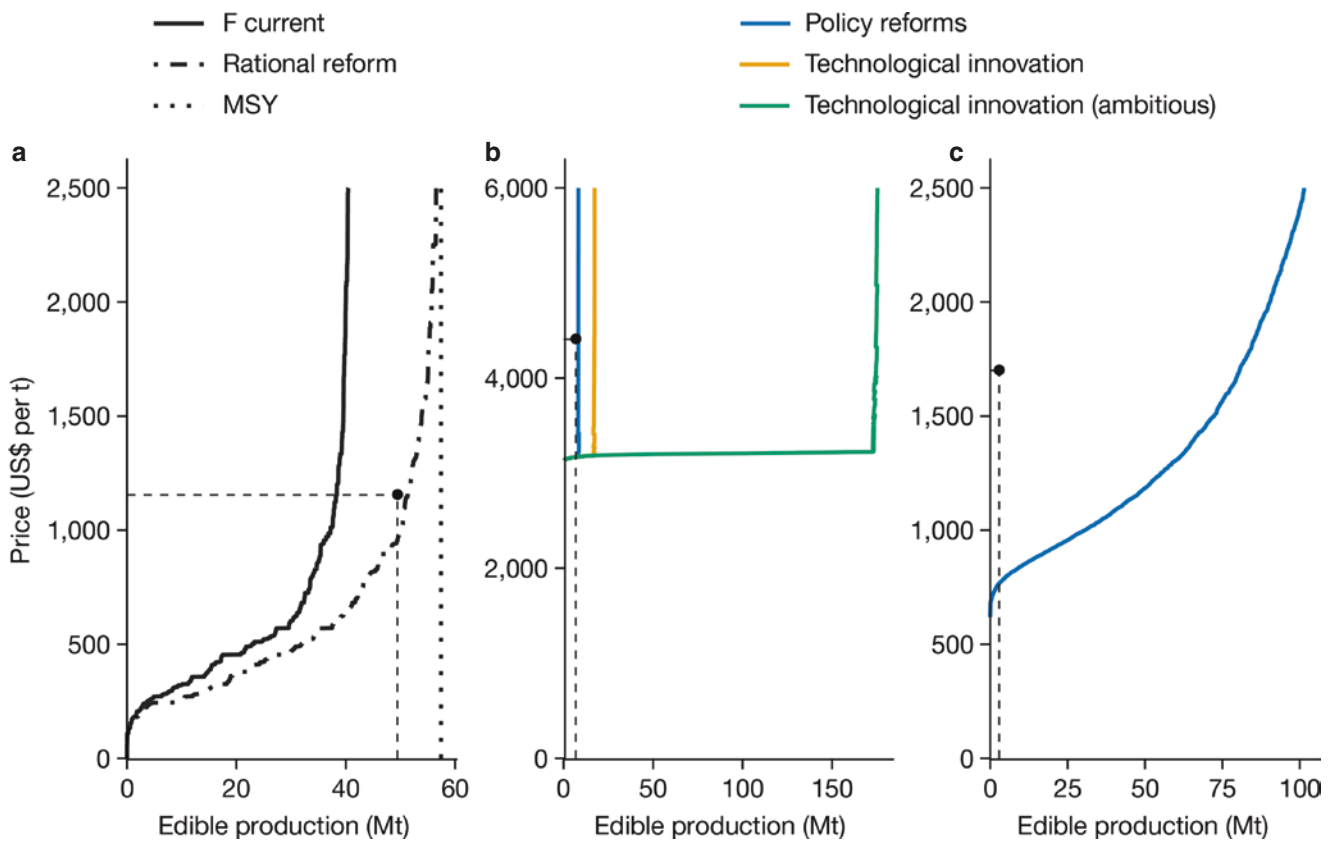 F current
Rational reform
MSY
Policy reforms
Technological innovation
Technological innovation (ambitious)
a
b
c
Price (US$ per t)
2,500
2,000
1,500
1,000
500
0
0
20
40
60
Edible production (Mt)
6,000
4,000
2,000
0
0
50
100
150
Edible production (Mt)
2,500
2,000
1,500
1,000
500
0
0
25
50
75
100
Edible production (Mt)